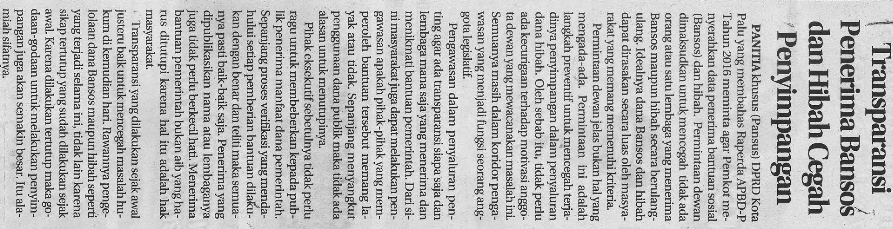 Transparansi
Penerima Bansos
dan Hibah Cegah
Penyimpangan
PANITIA khusus (Pansus) DPRD Kota
Palu yang membahas Raperda APBD-P
Tahun 2016 meminta agar Pemkot me-
nyerahkan data penerima bantuan sosial
(Bansos) dan hibah. Permintaan dewan
dimaksudkan untuk mencegah tidak ada
orang atau satu lembaga yang menerima
Bansos maupun hibah secara berulang-
ulang. Idealnya dana Bansos dan hibah
dapat dirasakan secara luas oleh masya-
rakat yang memang memenuhi kriteria.
Permintaan dewan jelas bukan hal yang
mengada-ada. Permintaan ini adalah
langkah preventif untuk mencegah terja-
dinya penyimpangan dalam penyaluran
dana hibah. Oleh sebab itu, tidak perlu
ada kecurigaan terhadap motivasi anggo-
ta dewan yang mewacanakan masalah ini.
Semuanya masih dalam koridor penga-
wasan yang menjadi fungsi seorang ang-
gota legislatif.
Pengawasan dalam penyaluran pen-
ting agar ada transparansi siapa saja dan
lembaga mana saja yang menerima dan
menikmati bantuan pemerintah. Dari si-
ni masyarakat juga dapat melakukan pen-
gawasan apakah pihak-pihak yang mem-
peroleh bantuan tersebut memang la-
yak atau tidak. Sepanjang menyangkut
penggunaan dana publik maka tidak ada
alasan untuk menutupinya.
Pihak eksekutif sebetulnya tidak perlu
ragu untuk membeberkan kepada pub-
lik penerima manfaat dana pemerintah.
Sepanjang proses verifikasi yang menda-
hului setiap pemberian bantuan dilaku-
kan dengan benar dan teliti maka semua-
nya pasti baik-baik saja. Penerima yang
dipublikasikan nama atau lembaganya
juga tidak perlu berkecil hati. Menerima
bantuan pemerintah bukan aib yang ha-
rus ditutupi karena hal itu adalah hak
masyarakat.
Transparansi yang dilakukan sejak awal
justeru baik untuk mencegah masalah hu-
kum di kemudian hari. Rawannya penge-
lolaan dana Bansos maupun hibah seperti
yang terjadi selama ini, tidak lain karena
sikap tertutup yang sudah dilakukan sejak
awal. Karena dilakukan tertutup maka go-
daan-godaan untuk melakukan penyim-
pangan juga akan semakin besar. Itu ala-
miah sifatnya.